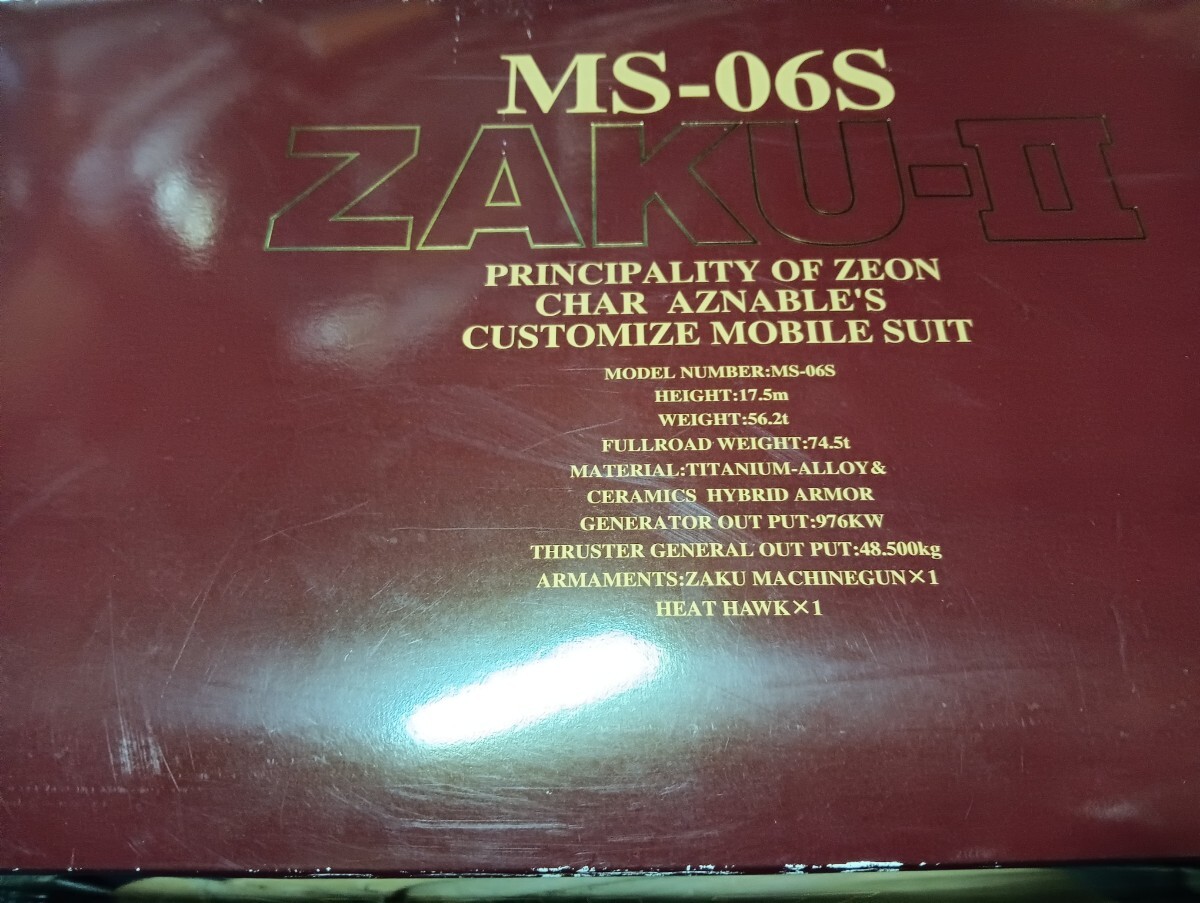 MS-06S
ZAKU-II
PRINCIPALITY OF ZEON
CHAR AZNABLE'S
CUSTOMIZE MOBILE SUIT
MODEL NUMBER:MS-06S
HEIGHT:17.5m
WEIGHT:56.2t
FULLROAD WEIGHT:74.5t
MATERIAL:TITANIUM-ALLOY&
CERAMICS HYBRID ARMOR
GENERATOR OUT PUT:976KW
THRUSTER GENERAL OUT PUT:48.500kg
ARMAMENTS:ZAKU MACHINEGUN×1
HEAT HAWK×1